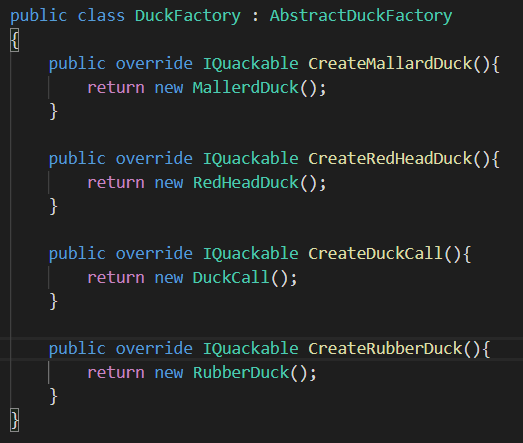 public class DuckFactory : AbstractDuckFactory
{
    public override IQuackable CreateMallardDuck(){
        return new MallerdDuck();
    }

    public override IQuackable CreateRedHeadDuck(){
        return new RedHeadDuck();
    }

    public override IQuackable CreateDuckCall(){
        return new DuckCall();
    }

    public override IQuackable CreateRubberDuck(){
        return new RubberDuck();
    }
}